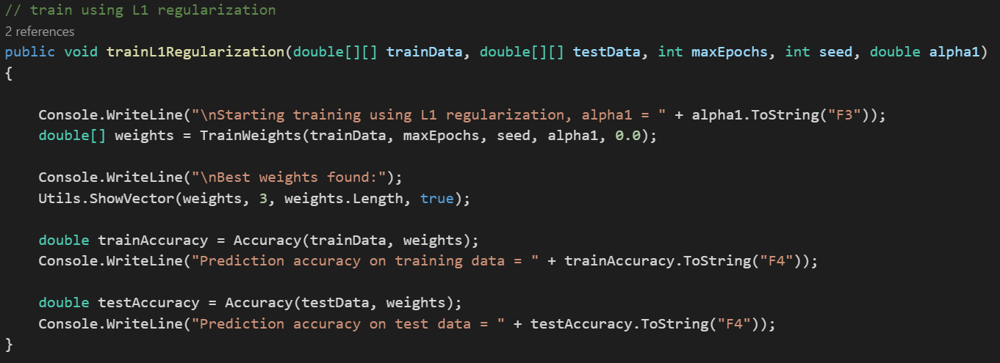 // train using L1 regularization
2 references
public void trainL1Regularization(double[][] trainData, double[][] testData, int maxEpochs, int seed, double alpha1)
{
Console.WriteLine("\nStarting training using L1 regularization, alpha1 = " + alpha1.ToString("F3"));
double[] weights = TrainWeights(trainData, maxEpochs, seed, alpha1, 0.0);
Console.WriteLine("\nBest weights found:");
Utils.ShowVector(weights, 3, weights.Length, true);
double trainAccuracy = Accuracy(trainData, weights);
Console.WriteLine("Prediction accuracy on training data = " + trainAccuracy.ToString("F4"));
double testAccuracy = Accuracy(testData, weights);
Console.WriteLine("Prediction accuracy on test data = " + testAccuracy.ToString("F4"));
}